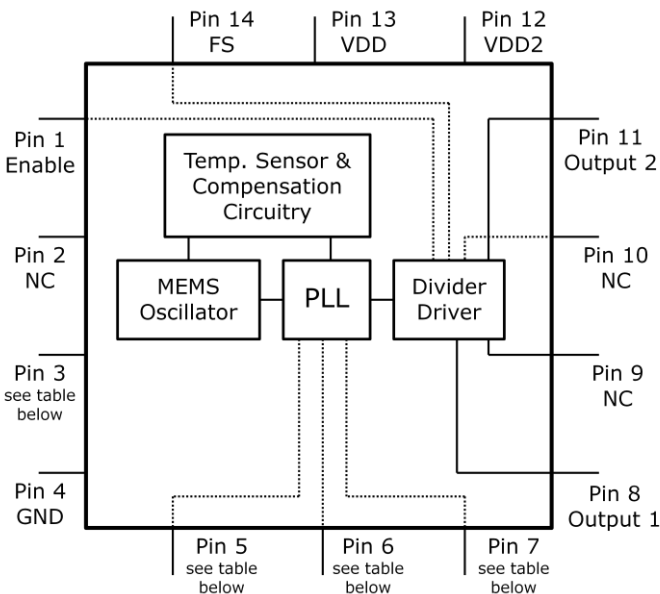 Pin 14
FS
Pin 13
VDD
Pin 12
VDD2
Pin 1
Enable
Pin 11
Output 2
Temp. Sensor &
Compensation
Circuitry
Pin 2
NC
Pin 10
NC
MEMS
Oscillator
PLL
Divider
Driver
Pin 3
see table
below
Pin 9
NC
Pin 4
GND
Pin 8
Output 1
Pin 5
see table
below
Pin 6
see table
below
Pin 7
see table
below